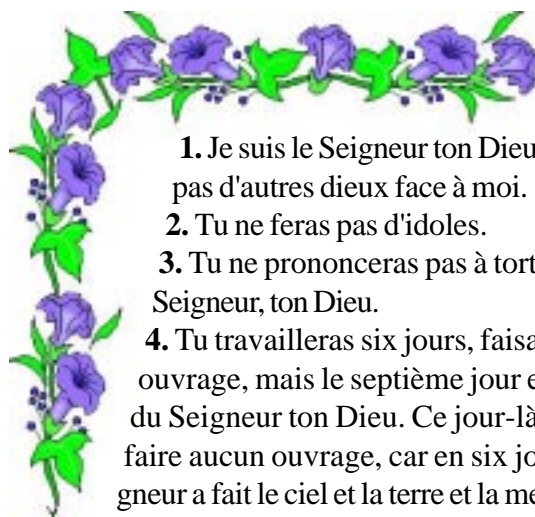 1. Je suis le Seigneur ton Dieu
pas d'autres dieux face à moi.
2. Tu ne feras pas d'idoles.
3. Tu ne prononceras pas à tort
Seigneur, ton Dieu.
4. Tu travailleras six jours, faisa
ouvrage, mais le septième jour e
du Seigneur ton Dieu. Ce jour-là
faire aucun ouvrage, car en six jo
gneur a fait le ciel et la terre et la me